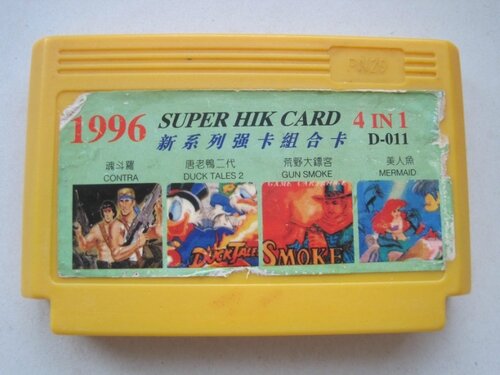 PN20
1996 SUPER HIK CARD 4 IN 1
新系列强卡組合卡 D-011
魂斗羅 唐老鴨二代 荒野大鏢客 美人魚
CONTRA DUCK TALES 2 GUN SMOKE MERMAID
DUCKTALES
SMOKE